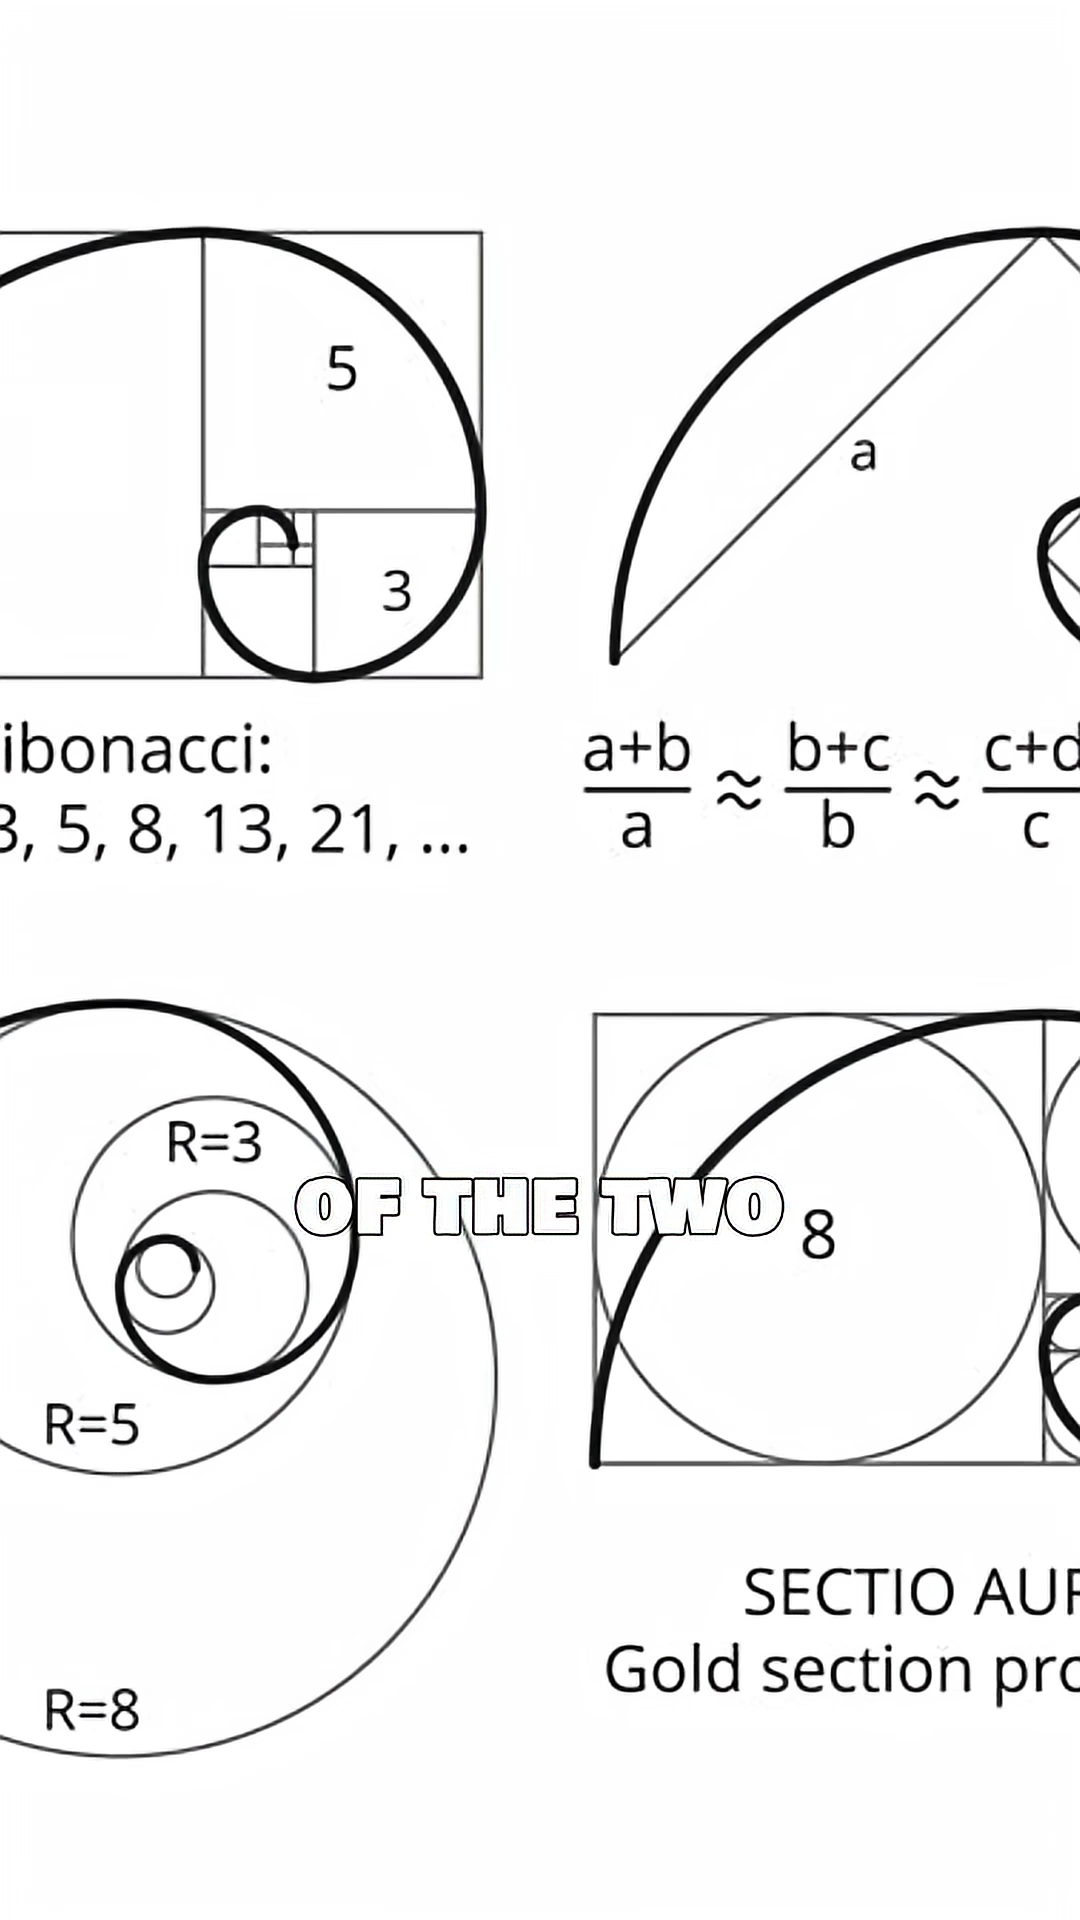 5
3
a
ibonacci:
3, 5, 8, 13, 21, ...
a+b ≈ b+c ≈ c+d
a b c
R=3
OF THE TWO
8
R=5
R=8
SECTIO AUR
Gold section pro